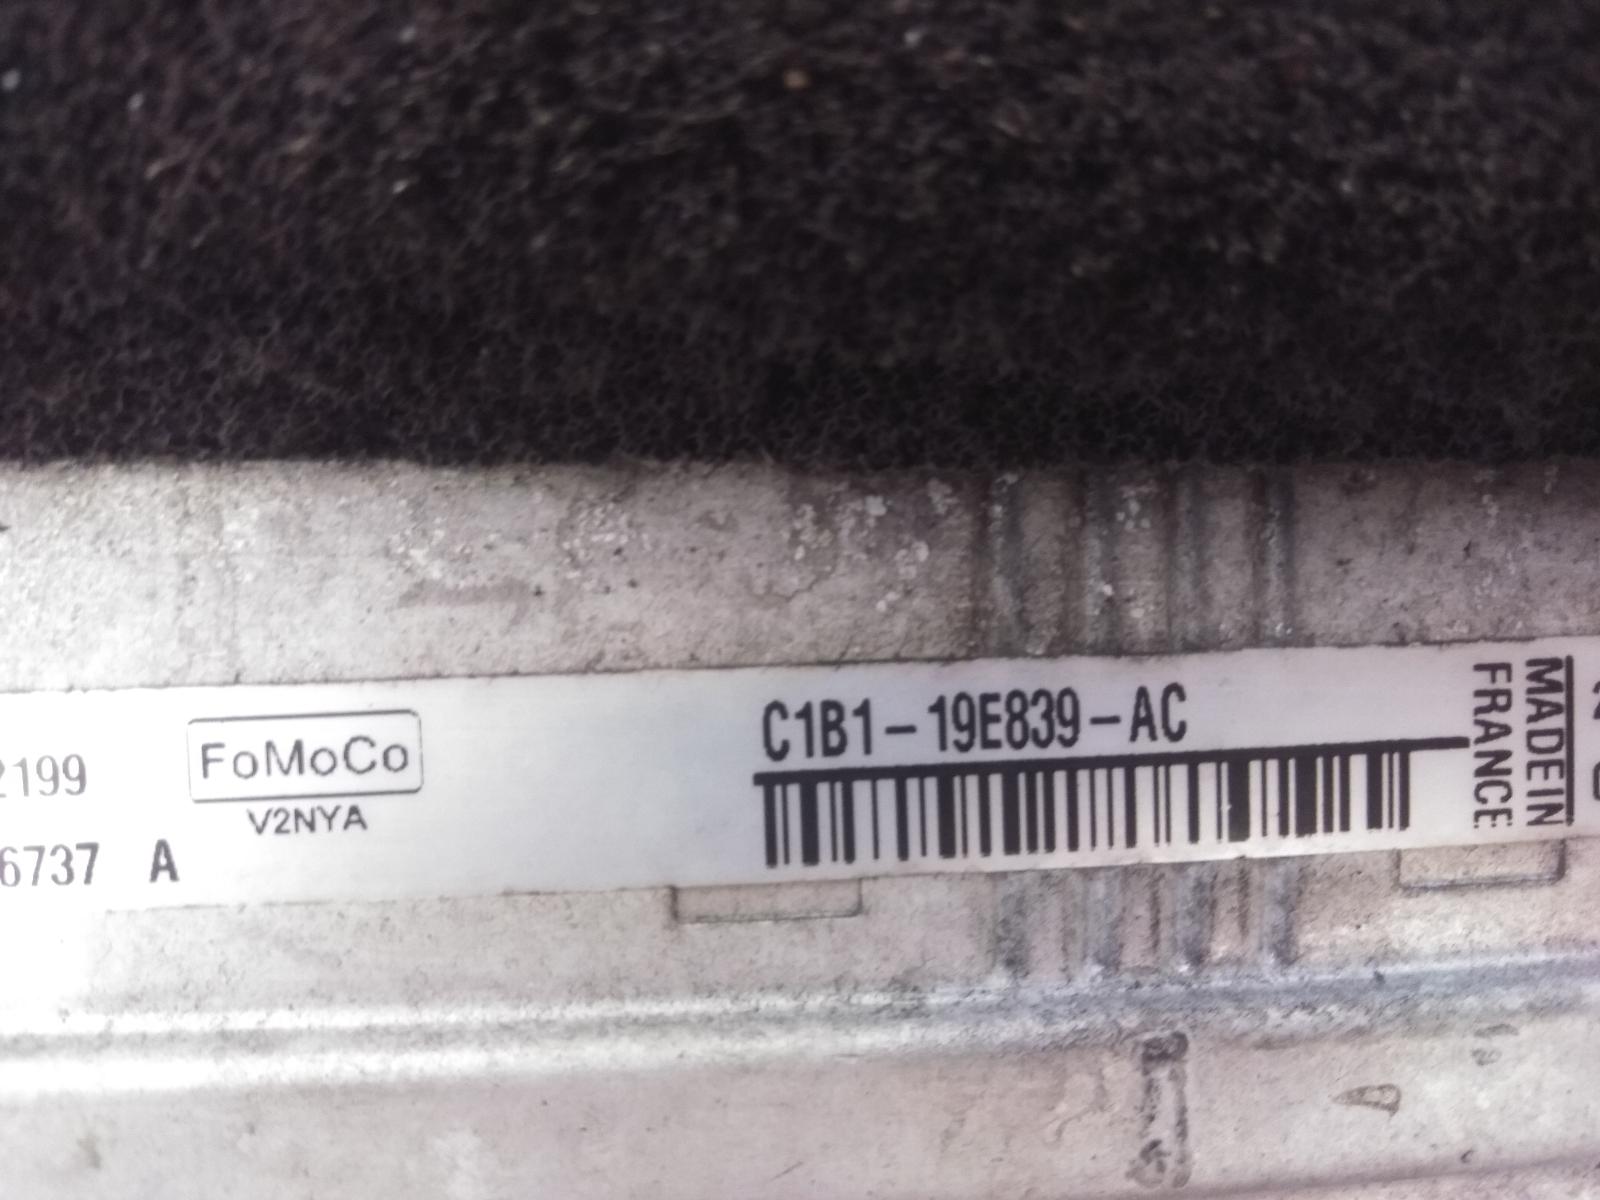 2199
FoMoCo
V2NYA
6737 A
C1B1-19E839-AC
MADE IN
FRANCE